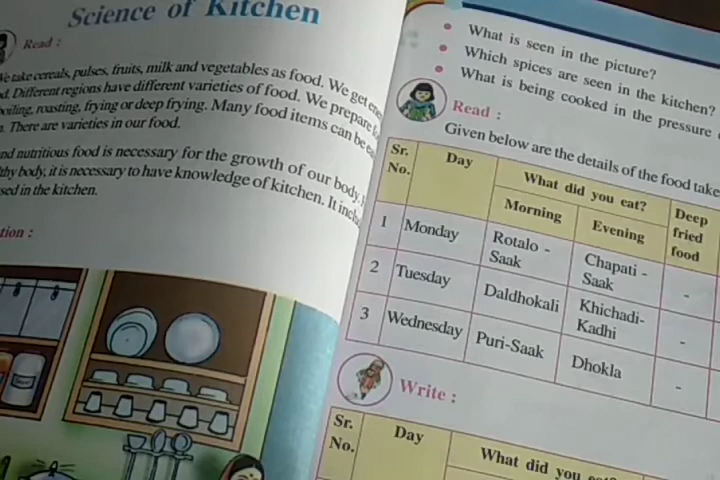 Science of Kitchen
Read :
We take cereals, pulses, fruits, milk and vegetables as food. We get
Different regions have different varieties of food. We prepare
boiling, roasting, frying or deep frying. Many food items can be
There are varieties in our food.
and nutritious food is necessary for the growth of our body.
body, it is necessary to have knowledge of kitchen. It
in the kitchen.
What is seen in the picture?
Which spices are seen in the kitchen?
What is being cooked in the pressure
Read :
Given below are the details of the food
Sr. No. Day What did you eat? Deep fried food
Morning Evening
1 Monday Rotalo - Saak Chapati - Saak -
2 Tuesday Daldhokali Khichadi- Kadhi -
3 Wednesday Puri-Saak Dhokla -
Write :
Sr. No. Day What did you